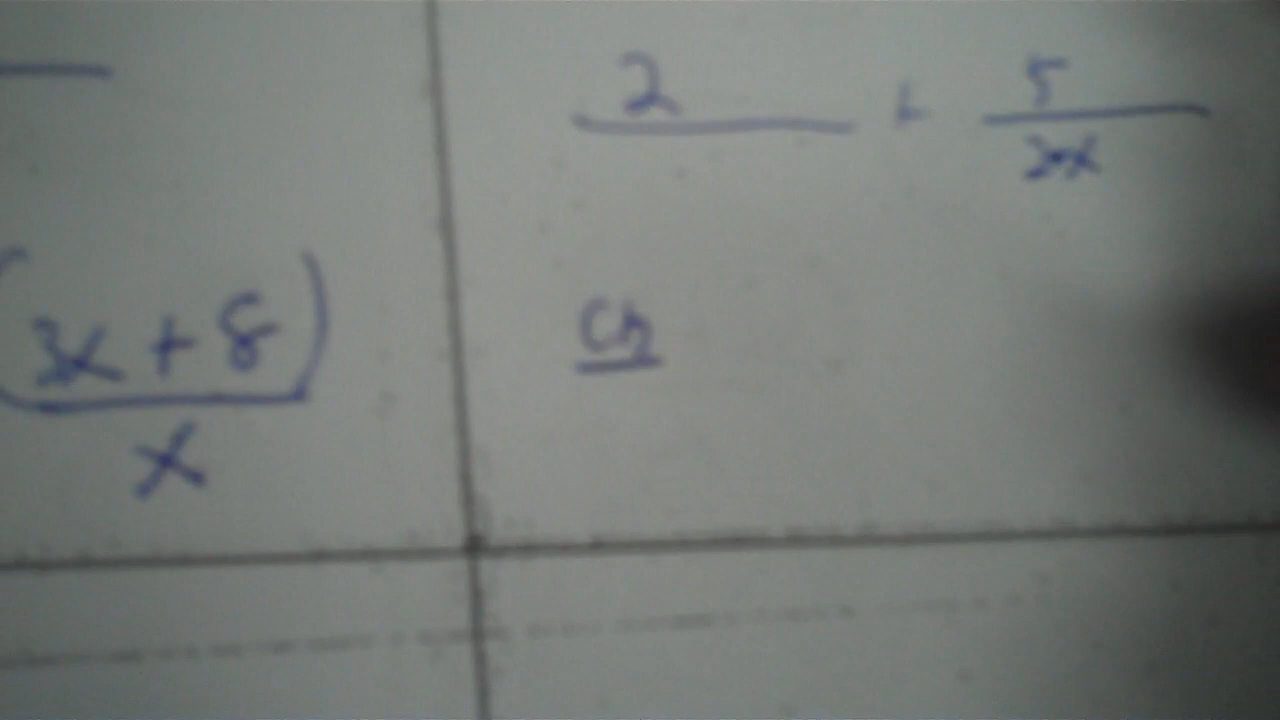 2 + 5
2x
(3x + 8)
x